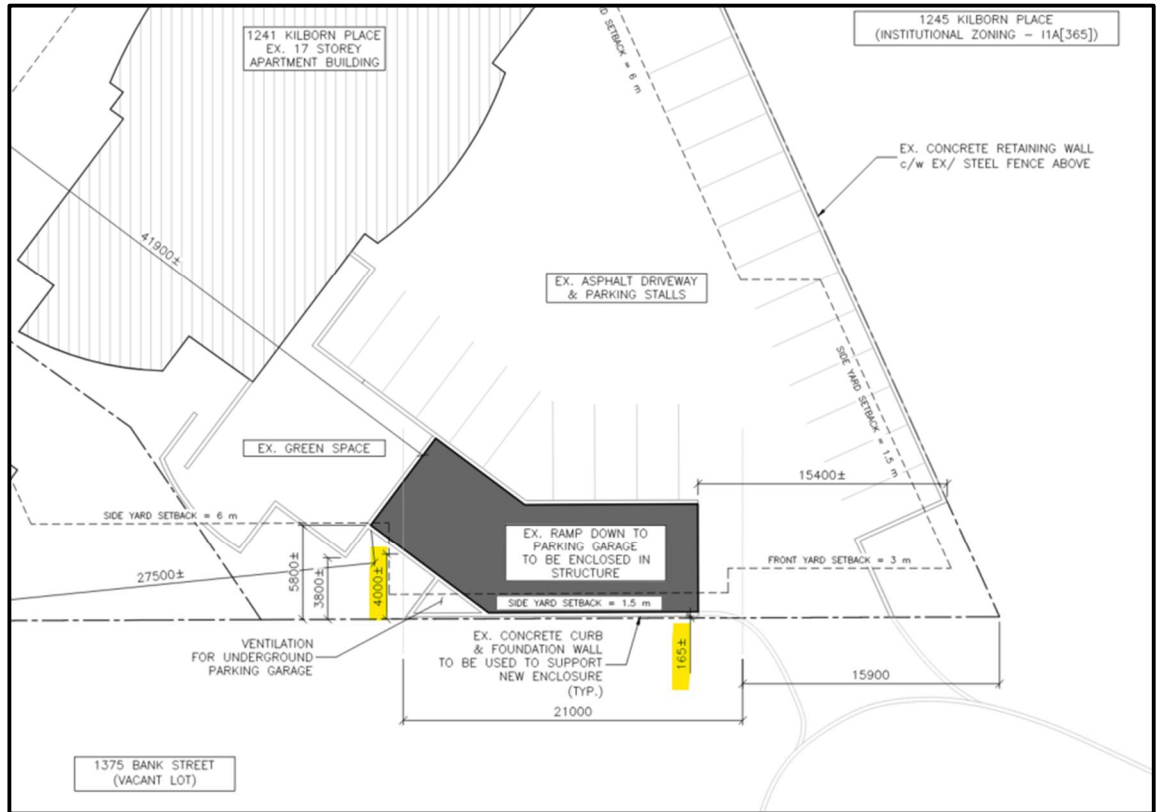 1241 KILBORN PLACE
EX. 17 STOREY
APARTMENT BUILDING
1245 KILBORN PLACE
(INSTITUTIONAL ZONING – I1A[365])
SIDE YARD SETBACK = 6 m
EX. CONCRETE RETAINING WALL
c/w EX/ STEEL FENCE ABOVE
41900±
EX. ASPHALT DRIVEWAY
& PARKING STALLS
SIDE YARD SETBACK = 1.5 m
EX. GREEN SPACE
15400±
SIDE YARD SETBACK = 6 m
EX. RAMP DOWN TO
PARKING GARAGE
TO BE ENCLOSED IN
STRUCTURE
FRONT YARD SETBACK = 3 m
27500±
5800±
3800±
4000±
SIDE YARD SETBACK = 1.5 m
VENTILATION
FOR UNDERGROUND
PARKING GARAGE
EX. CONCRETE CURB
& FOUNDATION WALL
TO BE USED TO SUPPORT
NEW ENCLOSURE
(TYP.)
165±
15900
21000
1375 BANK STREET
(VACANT LOT)